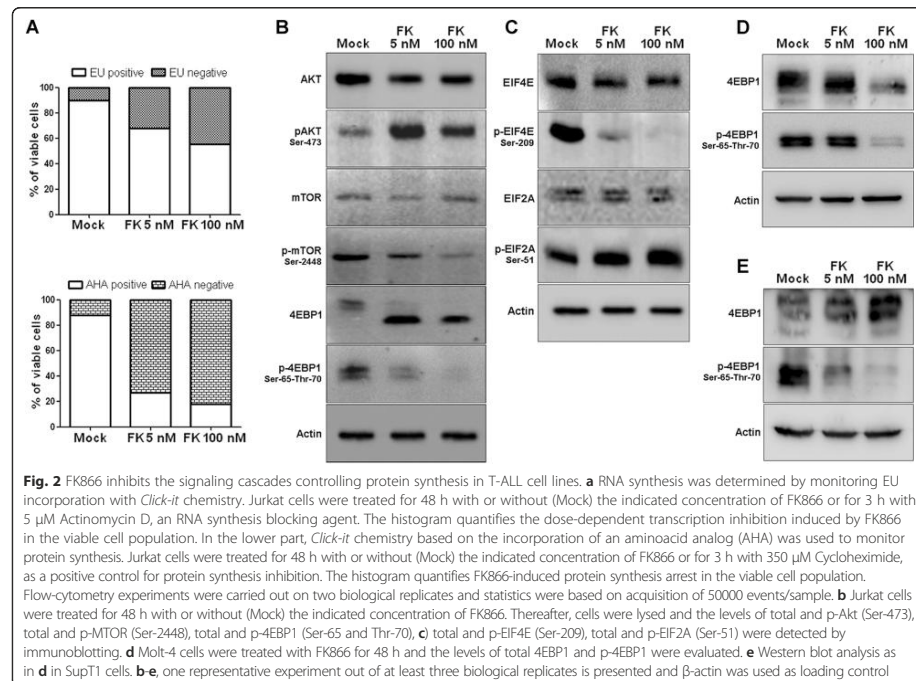 A
EU positive EU negative
% of viable cells
100
80
60
40
20
0
Mock FK 5 nM FK 100 nM
AHA positive AHA negative
% of viable cells
100
80
60
40
20
0
Mock FK 5 nM FK 100 nM
B
Mock FK 5 nM FK 100 nM
AKT
pAKT
Ser-473
mTOR
p-mTOR
Ser-2448
4EBP1
p-4EBP1
Ser-65-Thr-70
Actin
C
Mock FK 5 nM FK 100 nM
EIF4E
p-EIF4E
Ser-209
EIF2A
p-EIF2A
Ser-51
Actin
D
Mock FK 5 nM FK 100 nM
4EBP1
p-4EBP1
Ser-65-Thr-70
Actin
E
Mock FK 5 nM FK 100 nM
4EBP1
p-4EBP1
Ser-65-Thr-70
Actin
Fig. 2 FK866 inhibits the signaling cascades controlling protein synthesis in T-ALL cell lines. a RNA synthesis was determined by monitoring EU
incorporation with Click-it chemistry. Jurkat cells were treated for 48 h with or without (Mock) the indicated concentration of FK866 or for 3 h with
5 μM Actinomycin D, an RNA synthesis blocking agent. The histogram quantifies the dose-dependent transcription inhibition induced by FK866
in the viable cell population. In the lower part, Click-it chemistry based on the incorporation of an aminoacid analog (AHA) was used to monitor
protein synthesis. Jurkat cells were treated for 48 h with or without (Mock) the indicated concentration of FK866 or for 3 h with 350 μM Cycloheximide,
as a positive control for protein synthesis inhibition. The histogram quantifies FK866-induced protein synthesis arrest in the viable cell population.
Flow-cytometry experiments were carried out on two biological replicates and statistics were based on acquisition of 50000 events/sample. b Jurkat cells
were treated for 48 h with or without (Mock) the indicated concentration of FK866. Thereafter, cells were lysed and the levels of total and p-Akt (Ser-473),
total and p-MTOR (Ser-2448), total and p-4EBP1 (Ser-65 and Thr-70), c) total and p-EIF4E (Ser-209), total and p-EIF2A (Ser-51) were detected by
immunoblotting. d Molt-4 cells were treated with FK866 for 48 h and the levels of total 4EBP1 and p-4EBP1 were evaluated. e Western blot analysis as
in d in SupT1 cells. b-e, one representative experiment out of at least three biological replicates is presented and β-actin was used as loading control